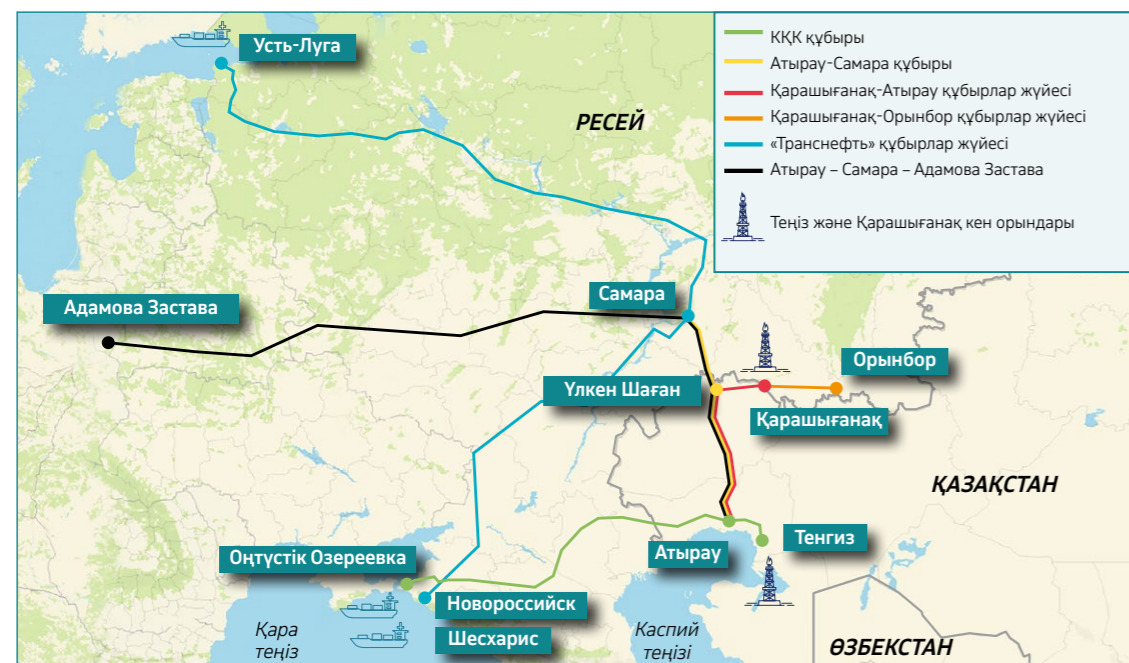 Усть-Луга
РЕСЕЙ
КҚК құбыры
Атырау-Самара құбыры
Қарашығанақ-Атырау құбырлар жүйесі
Қарашығанақ-Орынбор құбырлар жүйесі
«Транснефть» құбырлар жүйесі
Атырау – Самара – Адамова Застава
Теңіз және Қарашығанақ кен орындары
Самара
Адамова Застава
Орынбор
Үлкен Шаған
Қарашығанақ
ҚАЗАҚСТАН
Тенгиз
Атырау
Оңтүстік Озереевка
Новороссийск
Шесхарис
Қара
теңіз
Каспий
теңізі
ӨЗБЕКСТАН